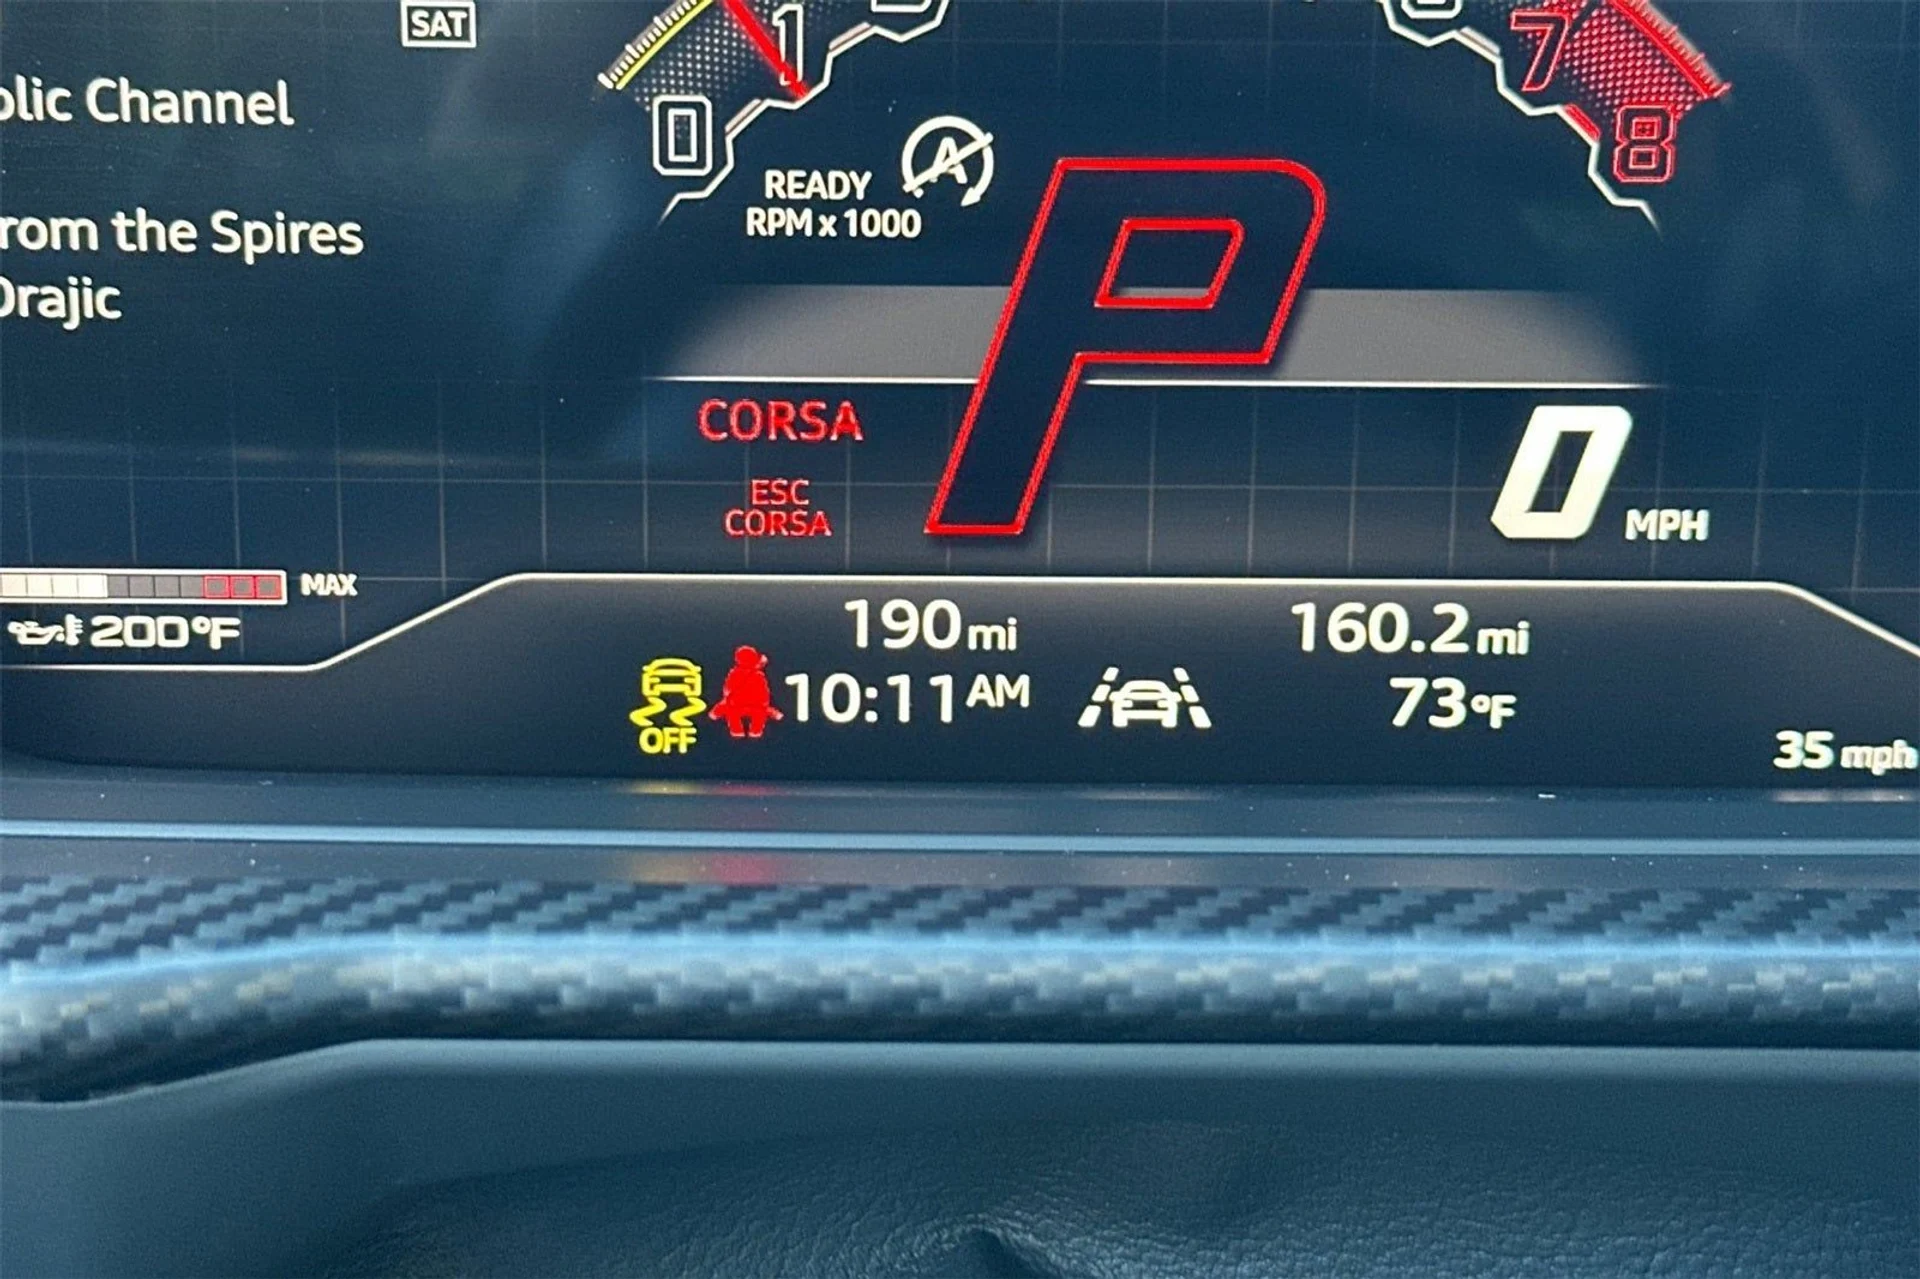 SAT
olic Channel
rom the Spires
Orajic
MAX
200°F
0
1
7
8
READY
A
RPM x 1000
P
CORSA
ESC
CORSA
0 MPH
190 mi
160.2 mi
OFF
10:11 AM
73°F
35 mph